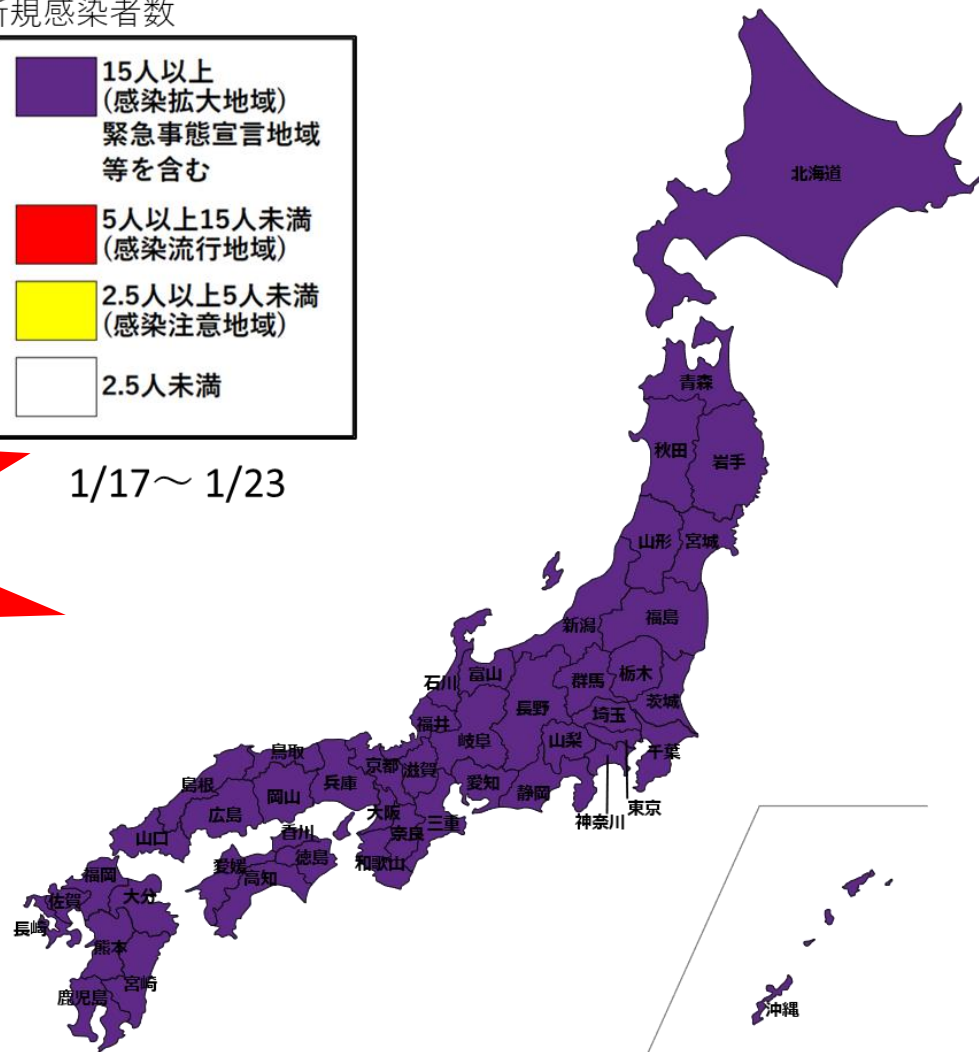 新規感染者数
15人以上
(感染拡大地域)
緊急事態宣言地域
等を含む
5人以上15人未満
(感染流行地域)
2.5人以上5人未満
(感染注意地域)
2.5人未満
1/17～ 1/23
北海道
青森
秋田
岩手
山形
宮城
新潟
福島
石川
富山
群馬
栃木
長野
茨城
福井
埼玉
岐阜
山梨
千葉
鳥取
京都
滋賀
島根
兵庫
愛知
静岡
岡山
東京
広島
大阪
神奈川
三重
山口
香川
奈良
徳島
和歌山
愛媛
高知
福岡
佐賀
大分
長崎
熊本
宮崎
鹿児島
沖縄